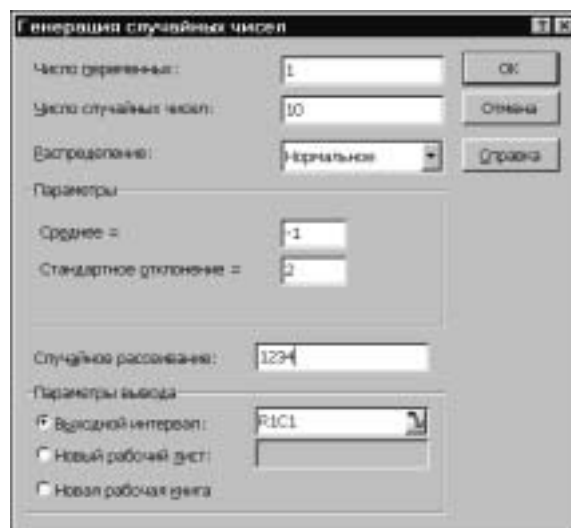 Генерация случайных чисел
Число переменных: 1 ОК
Число случайных чисел: 10 Отмена
Распределение: Нормальное Справка
Параметры
Среднее = -1
Стандартное отклонение = 2
Случайное рассеивание: 1234
Параметры вывода
Выходной интервал: R1C1
Новый рабочий лист:
Новая рабочая книга